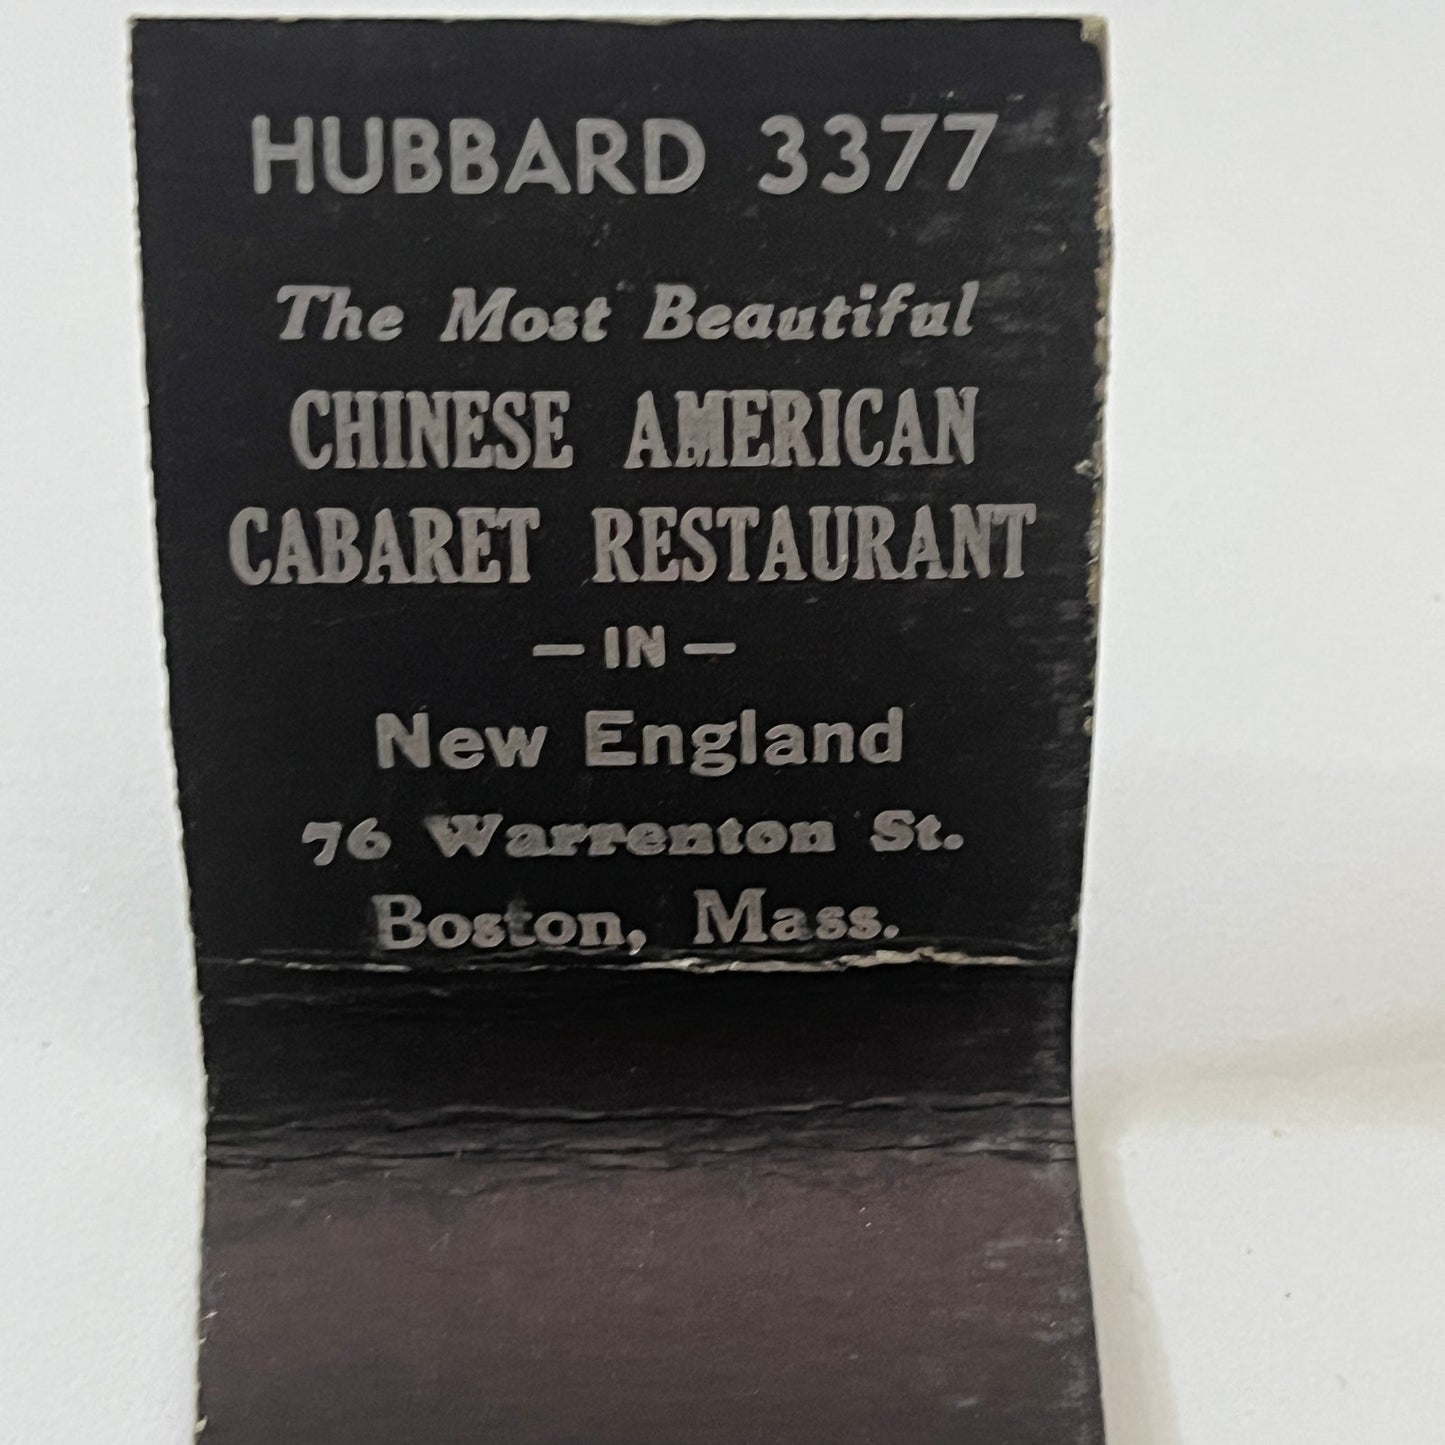 HUBBARD 3377
The Most Beautiful
CHINESE AMERICAN
CABARET RESTAURANT
— IN —
New England
76 Warrenton St.
Boston, Mass.